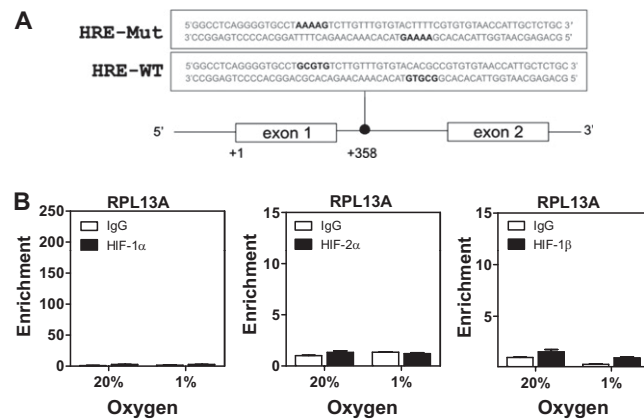 A
HRE-Mut
5'GGCCTCAGGGGTGCCTAAAAGTCTTGTTTGTGTACTTTTCGTGTGTAACCATTGCTCTGC 3'
3'CCGGAGTCCCCACGGATTTTCAGAACAAACACATGAAAAGCACACATTGGTAACGAGACG 5'
HRE-WT
5'GGCCTCAGGGGTGCCTGCGTGTCTTGTTTGTGTACACGCCGTGTGTAACCATTGCTCTGC 3'
3'CCGGAGTCCCCACGGACGCACAGAACAAACACATGTGCGGCACACATTGGTAACGAGACG 5'
5' exon 1 exon 2 3'
+1 +358
B
RPL13A RPL13A RPL13A
250 15 15
IgG IgG IgG
HIF-1α HIF-2α HIF-1β
200
150
10 10
100
5 5
50
0
Enrichment Enrichment Enrichment
20% 1% 20% 1% 20% 1%
Oxygen Oxygen Oxygen